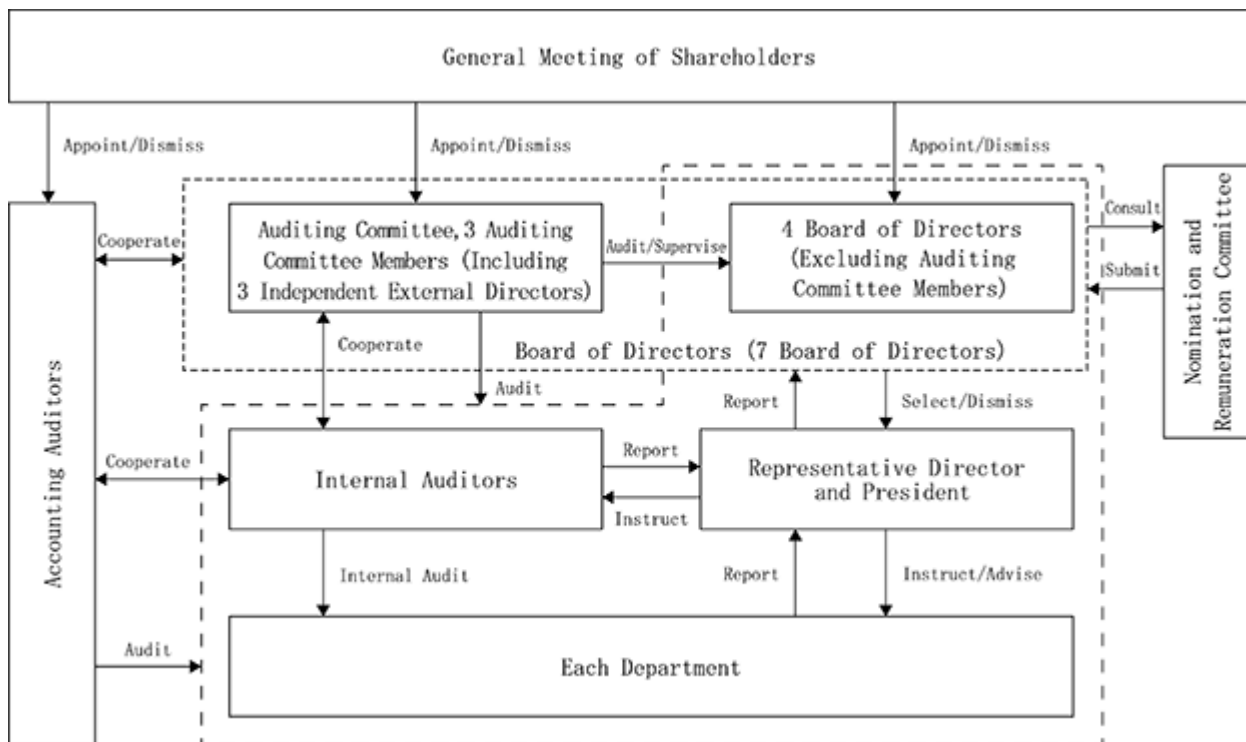 General Meeting of Shareholders
Appoint/Dismiss
Appoint/Dismiss
Appoint/Dismiss
Accounting Auditors
Cooperate
Auditing Committee, 3 Auditing
Committee Members (Including
3 Independent External Directors)
Audit/Supervise
4 Board of Directors
(Excluding Auditing
Committee Members)
Consult
Submit
Nomination and
Remuneration Committee
Cooperate
Board of Directors (7 Board of Directors)
Audit
Report
Select/Dismiss
Cooperate
Internal Auditors
Report
Instruct
Representative Director
and President
Internal Audit
Report
Instruct/Advise
Audit
Each Department